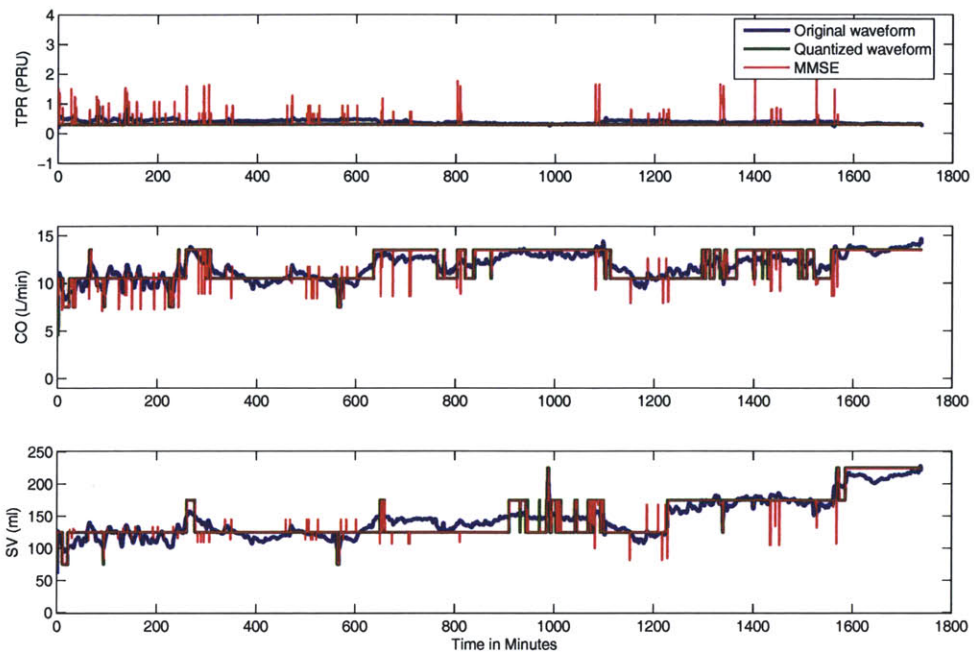 4
3
2
1
0
−1
TPR (PRU)
Original waveform
Quantized waveform
MMSE
0 200 400 600 800 1000 1200 1400 1600 1800
15
10
5
0
CO (L/min)
0 200 400 600 800 1000 1200 1400 1600 1800
250
200
150
100
50
0
SV (ml)
0 200 400 600 800 1000 1200 1400 1600 1800
Time in Minutes